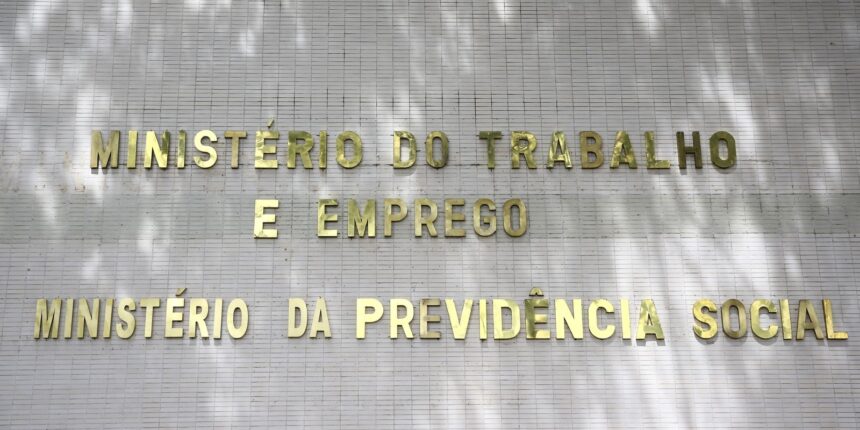 MINISTÉRIO DO TRABALHO
E EMPREGO
MINISTÉRIO DA PREVIDÊNCIA SOCIAL